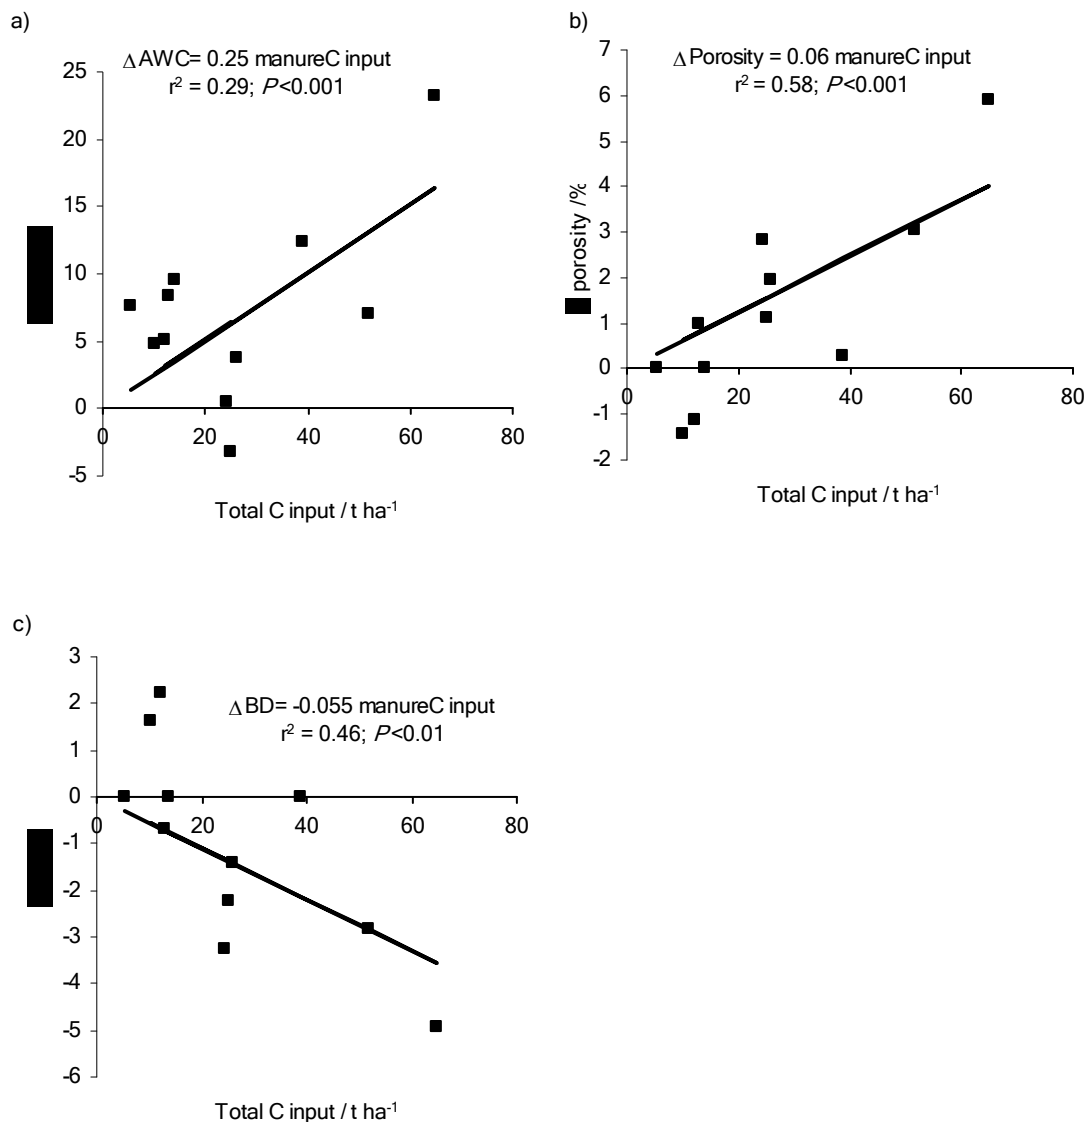 a)
ΔAWC= 0.25 manureC input
r² = 0.29; P<0.001
25
20
15
10
5
0
-5
0 20 40 60 80
Total C input / t ha⁻¹
b)
ΔPorosity = 0.06 manureC input
r² = 0.58; P<0.001
7
6
5
4
3
2
1
0
-1
-2
porosity /%
0 20 40 60 80
Total C input / t ha⁻¹
c)
ΔBD= -0.055 manureC input
r² = 0.46; P<0.01
3
2
1
0
-1
-2
-3
-4
-5
-6
0 20 40 60 80
Total C input / t ha⁻¹